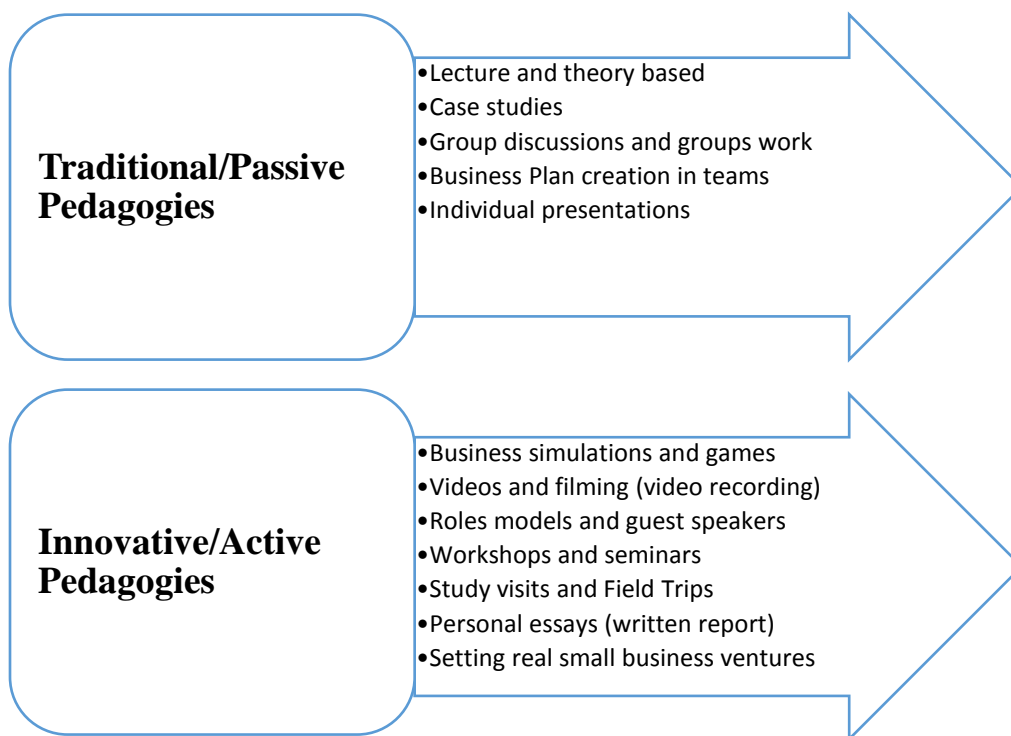 Traditional/Passive
Pedagogies
•Lecture and theory based
•Case studies
•Group discussions and groups work
•Business Plan creation in teams
•Individual presentations
Innovative/Active
Pedagogies
•Business simulations and games
•Videos and filming (video recording)
•Roles models and guest speakers
•Workshops and seminars
•Study visits and Field Trips
•Personal essays (written report)
•Setting real small business ventures